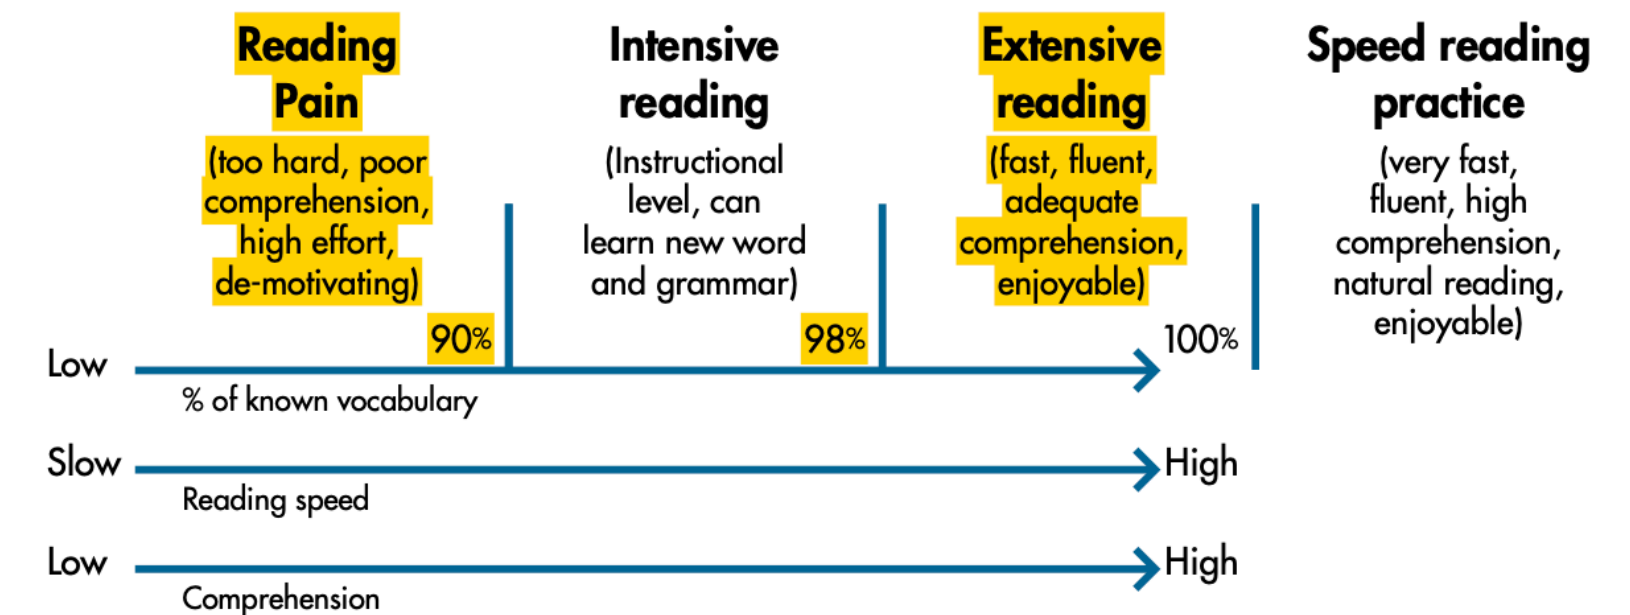 Reading
Pain
(too hard, poor
comprehension,
high effort,
de-motivating)
Intensive
reading
(Instructional
level, can
learn new word
and grammar)
Extensive
reading
(fast, fluent,
adequate
comprehension,
enjoyable)
Speed reading
practice
(very fast,
fluent, high
comprehension,
natural reading,
enjoyable)
90%
98%
100%
Low
% of known vocabulary
Slow
High
Reading speed
Low
High
Comprehension